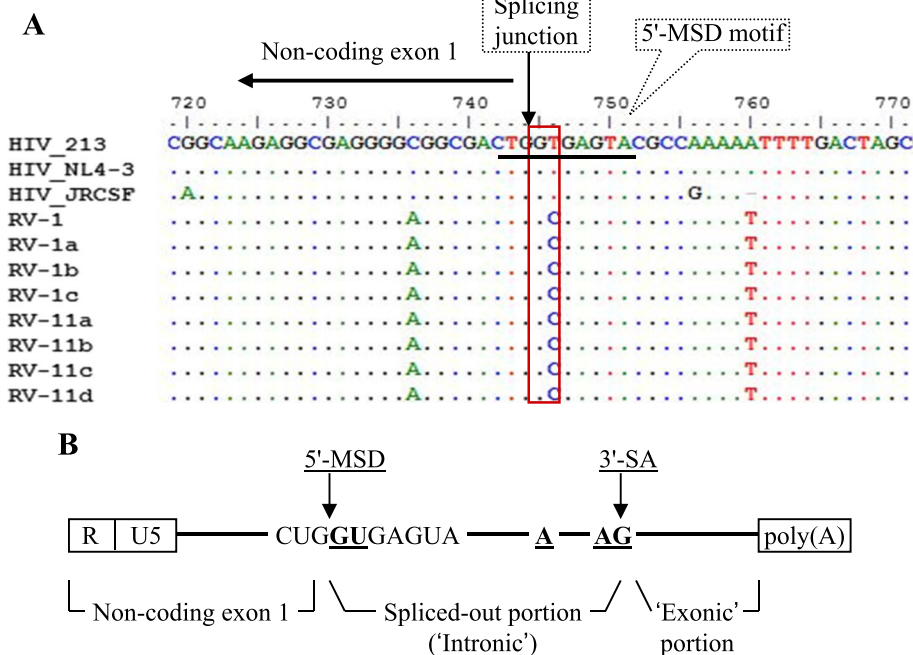 A
Splicing
junction
5'-MSD motif
Non-coding exon 1
720 730 740 750 760 770
HIV_213 CGGCAAGAGGCGAGGGGCGGCGACTGGTGAGTACGCCAAAAATTTTGACTAGC
HIV_NL4-3 .....................................................
HIV_JRCSF .A...................................G...-...........
RV-1 .................A.........C.............T...........
RV-1a .................A.........C.............T...........
RV-1b .................A.........C.............T...........
RV-1c .................A.........C.............T...........
RV-11a .................A.........C.............T...........
RV-11b .................A.........C.............T...........
RV-11c .................A.........C.............T...........
RV-11d .................A.........C.............T...........
B
5'-MSD 3'-SA
R U5 CUGGUGAGUA A AG poly(A)
Non-coding exon 1 Spliced-out portion 'Exonic'
('Intronic') portion